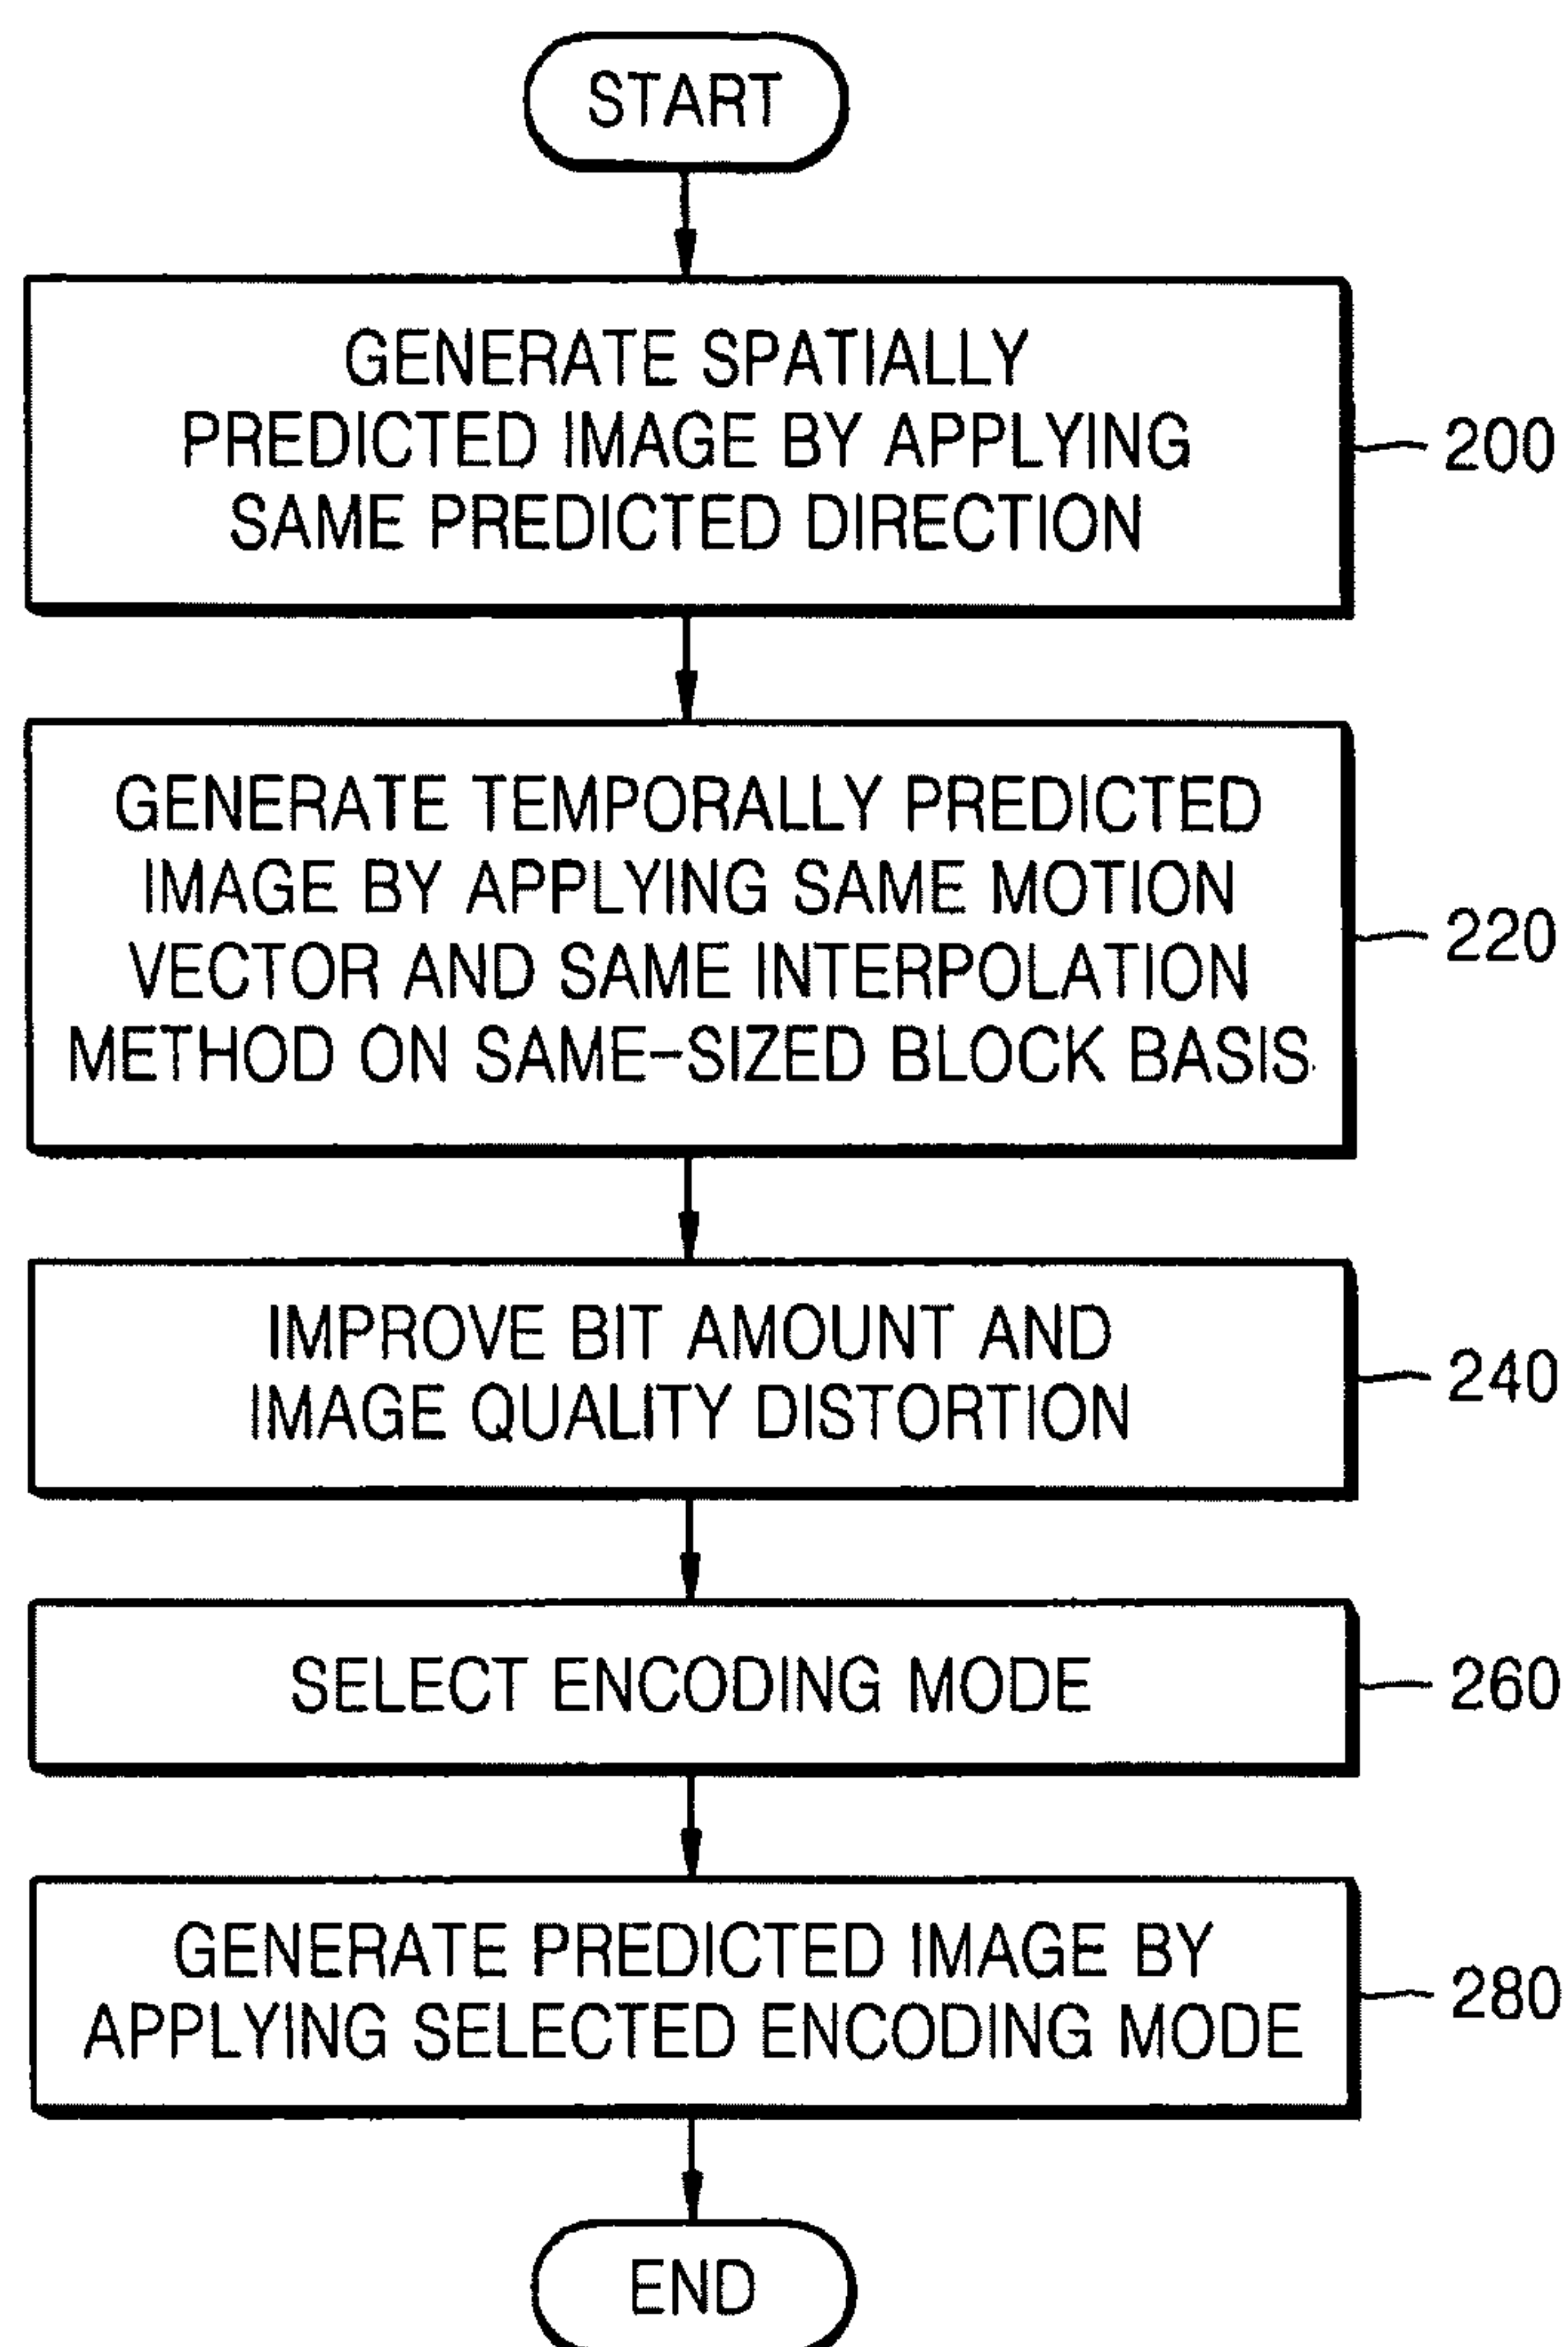 START
GENERATE SPATIALLY
PREDICTED IMAGE BY APPLYING
SAME PREDICTED DIRECTION
200
GENERATE TEMPORALLY PREDICTED
IMAGE BY APPLYING SAME MOTION
VECTOR AND SAME INTERPOLATION
METHOD ON SAME-SIZED BLOCK BASIS
220
IMPROVE BIT AMOUNT AND
IMAGE QUALITY DISTORTION
240
SELECT ENCODING MODE
260
GENERATE PREDICTED IMAGE BY
APPLYING SELECTED ENCODING MODE
280
END